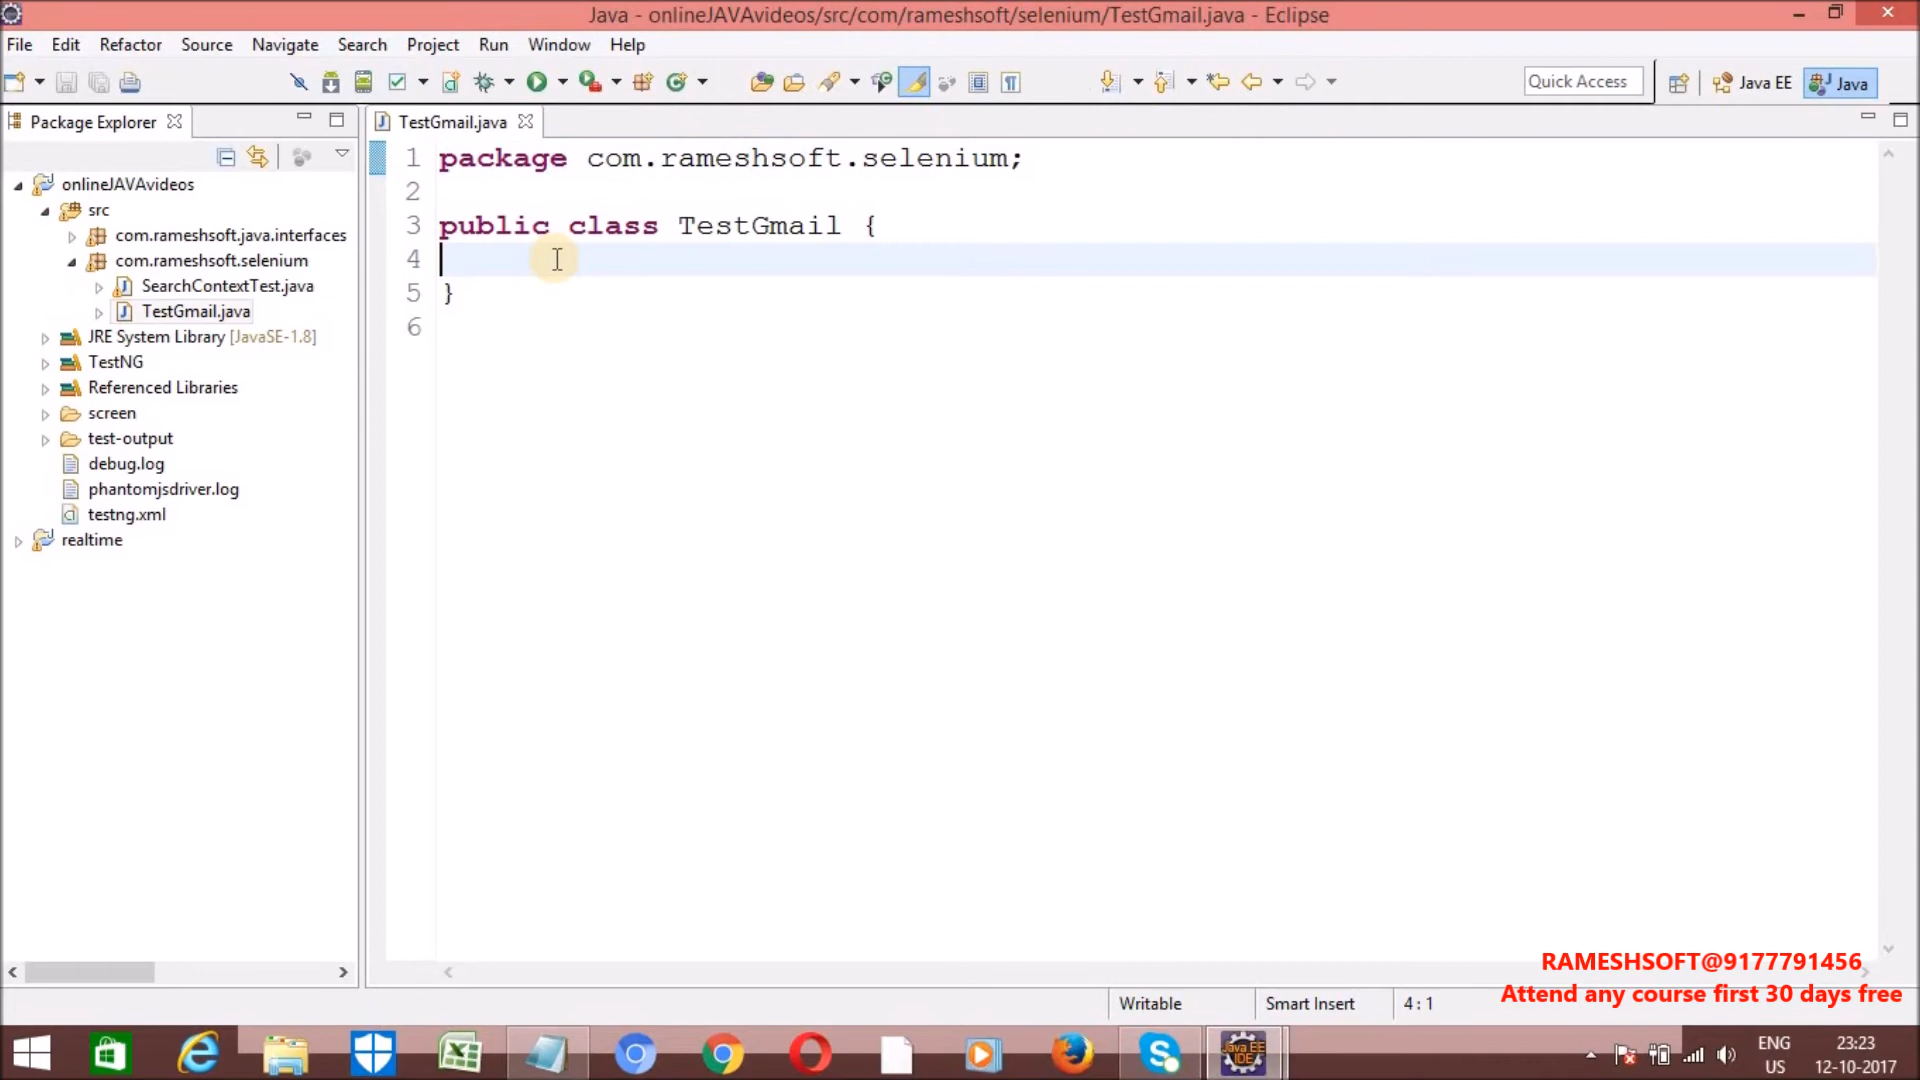 Java - onlineJAVAvideos/src/com/rameshsoft/selenium/TestGmail.java - Eclipse
File Edit Refactor Source Navigate Search Project Run Window Help
Quick Access
Java EE
Java
Package Explorer
TestGmail.java
onlineJAVAvideos
src
com.rameshsoft.java.interfaces
com.rameshsoft.selenium
SearchContextTest.java
TestGmail.java
JRE System Library [JavaSE-1.8]
TestNG
Referenced Libraries
screen
test-output
debug.log
phantomjsdriver.log
testng.xml
realtime
1 package com.rameshsoft.selenium;
2
3 public class TestGmail {
4
5 }
6
RAMESHSOFT@9177791456
Attend any course first 30 days free
Writable
Smart Insert
4 : 1
Java EE
IDE
ENG
US
23:23
12-10-2017